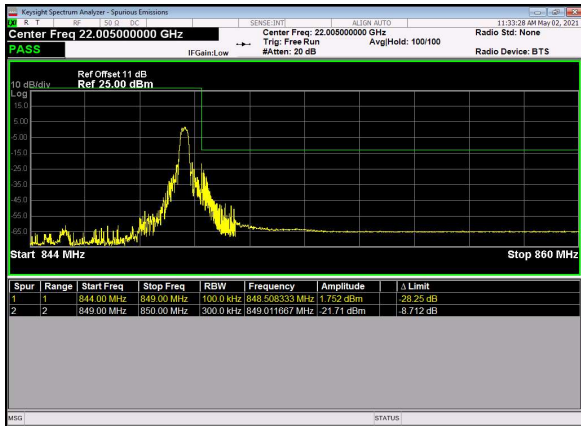 Keysight Spectrum Analyzer - Spurious Emissions
R T RF 50 Ω DC SENSE:INT ALIGN AUTO 11:33:28 AM May 02, 2021
Center Freq 22.005000000 GHz Center Freq: 22.005000000 GHz Radio Std: None
Trig: Free Run Avg|Hold: 100/100
PASS IFGain:Low #Atten: 20 dB Radio Device: BTS
Ref Offset 11 dB
10 dB/div Ref 25.00 dBm
Log
15.0
5.00
-5.00
-15.0
-25.0
-35.0
-45.0
-55.0
-65.0
Start 844 MHz Stop 860 MHz
Spur Range Start Freq Stop Freq RBW Frequency Amplitude Δ Limit
1 1 844.00 MHz 849.00 MHz 100.0 kHz 848.508333 MHz 1.752 dBm -28.25 dB
2 2 849.00 MHz 850.00 MHz 300.0 kHz 849.011667 MHz -21.71 dBm -8.712 dB
MSG STATUS